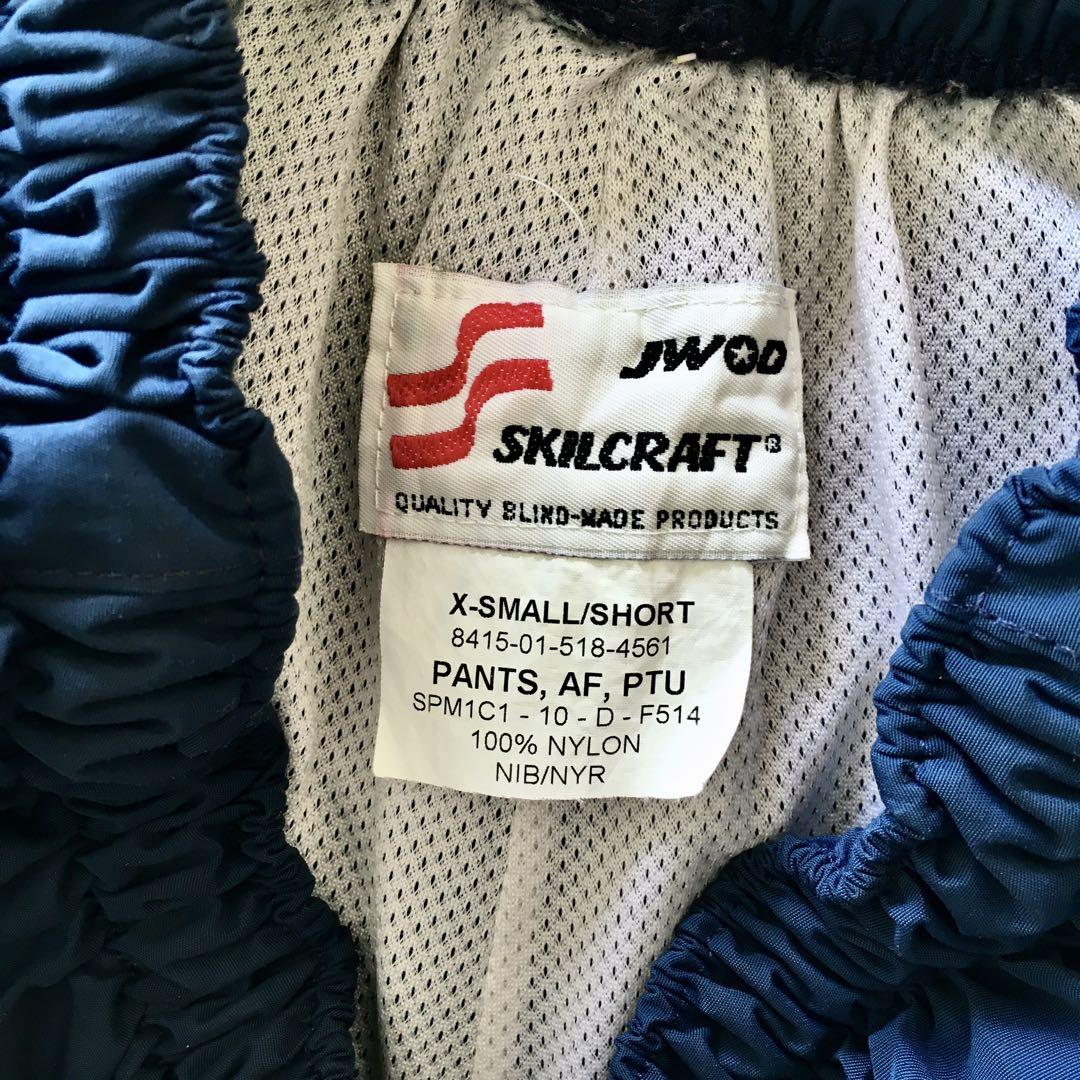 JWOD
SKILCRAFT®
QUALITY BLIND-MADE PRODUCTS
X-SMALL/SHORT
8415-01-518-4561
PANTS, AF, PTU
SPM1C1 - 10 - D - F514
100% NYLON
NIB/NYR